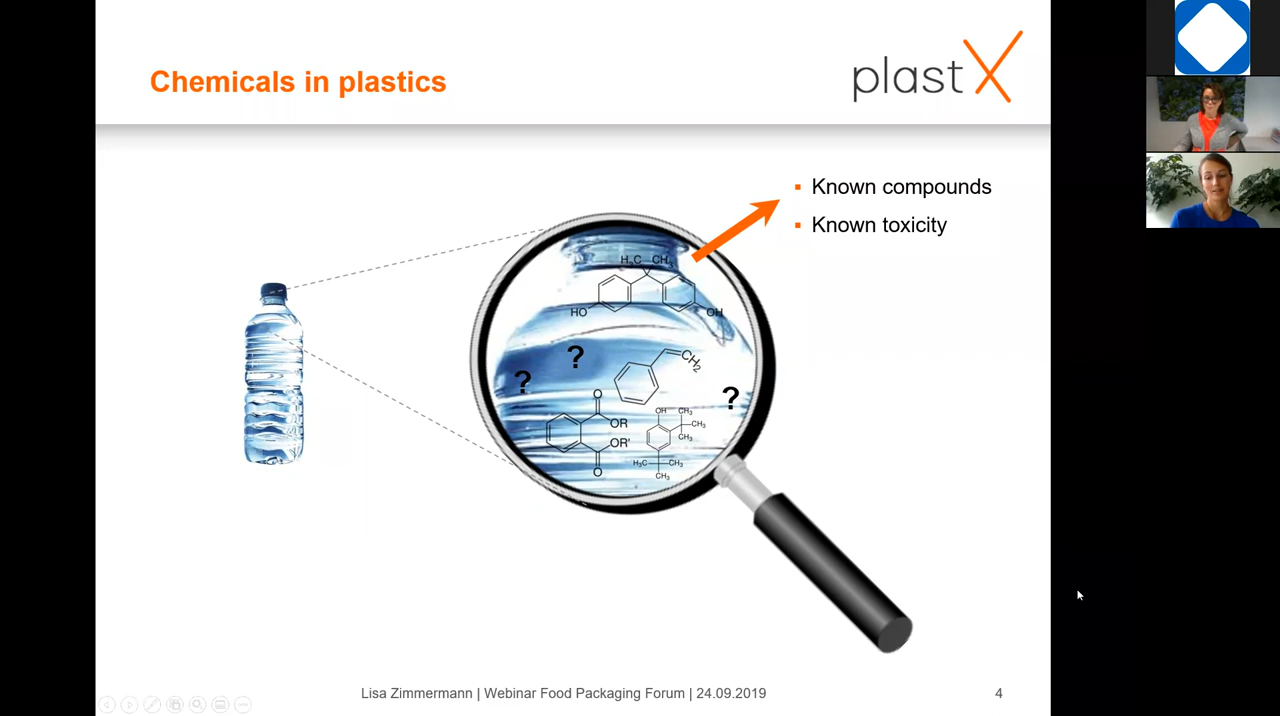 Chemicals in plastics
plastX
Known compounds
Known toxicity
H₃C CH₃
HO OH
?
?
?
CH₂
O
OR
OR'
O
OH CH₃
CH₃
CH₃
H₃C CH₃
CH₃
Lisa Zimmermann | Webinar Food Packaging Forum | 24.09.2019
4